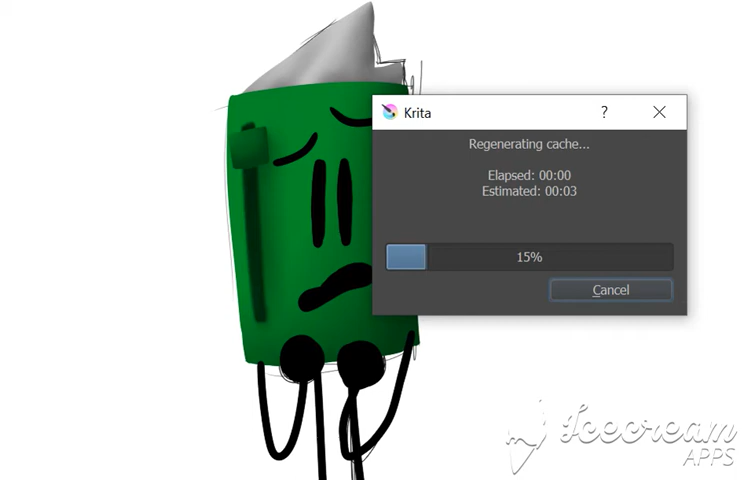 Krita
?
Regenerating cache...
Elapsed: 00:00
Estimated: 00:03
15%
Cancel
Icecream
APPS